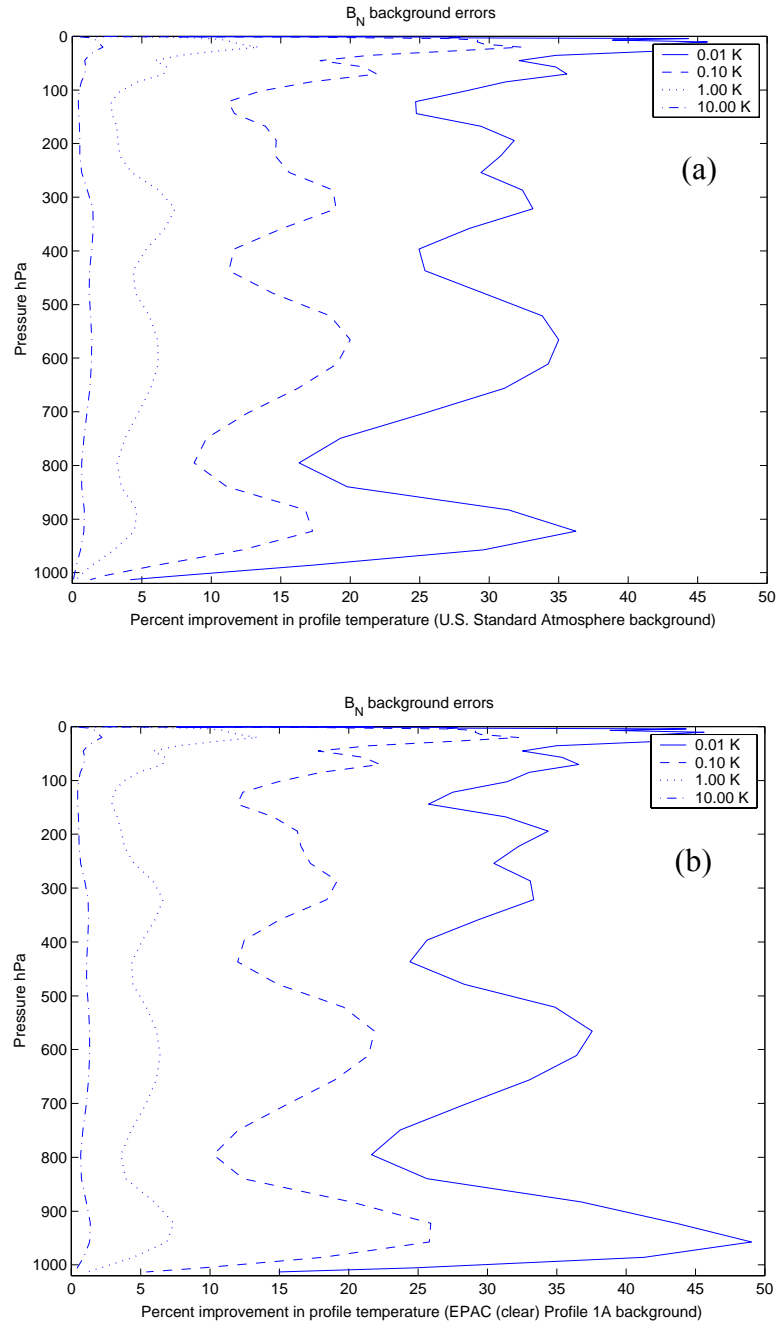 B_N background errors
0
100
200
300
400
500
600
700
800
900
1000
Pressure hPa
0.01 K
0.10 K
1.00 K
10.00 K
(a)
0 5 10 15 20 25 30 35 40 45 50
Percent improvement in profile temperature (U.S. Standard Atmosphere background)
B_N background errors
0
100
200
300
400
500
600
700
800
900
1000
Pressure hPa
0.01 K
0.10 K
1.00 K
10.00 K
(b)
0 5 10 15 20 25 30 35 40 45 50
Percent improvement in profile temperature (EPAC (clear) Profile 1A background)